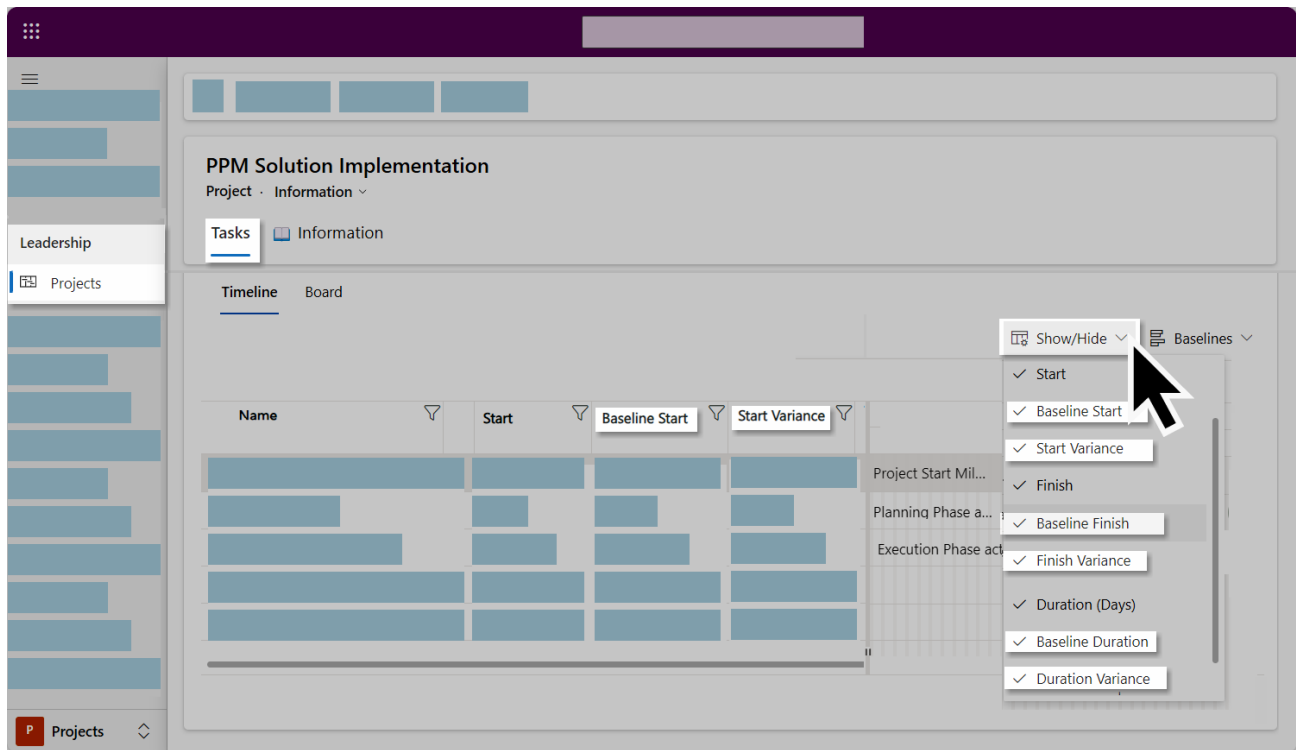 PPM Solution Implementation
Project · Information
Tasks
Information
Leadership
Projects
Timeline
Board
Show/Hide
Baselines
Start
Baseline Start
Start Variance
Finish
Baseline Finish
Finish Variance
Duration (Days)
Baseline Duration
Duration Variance
Name
Start
Baseline Start
Start Variance
Project Start Mil...
Planning Phase a...
Execution Phase act
P
Projects